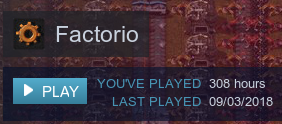 Factorio
PLAY
YOU'VE PLAYED 308 hours
LAST PLAYED 09/03/2018